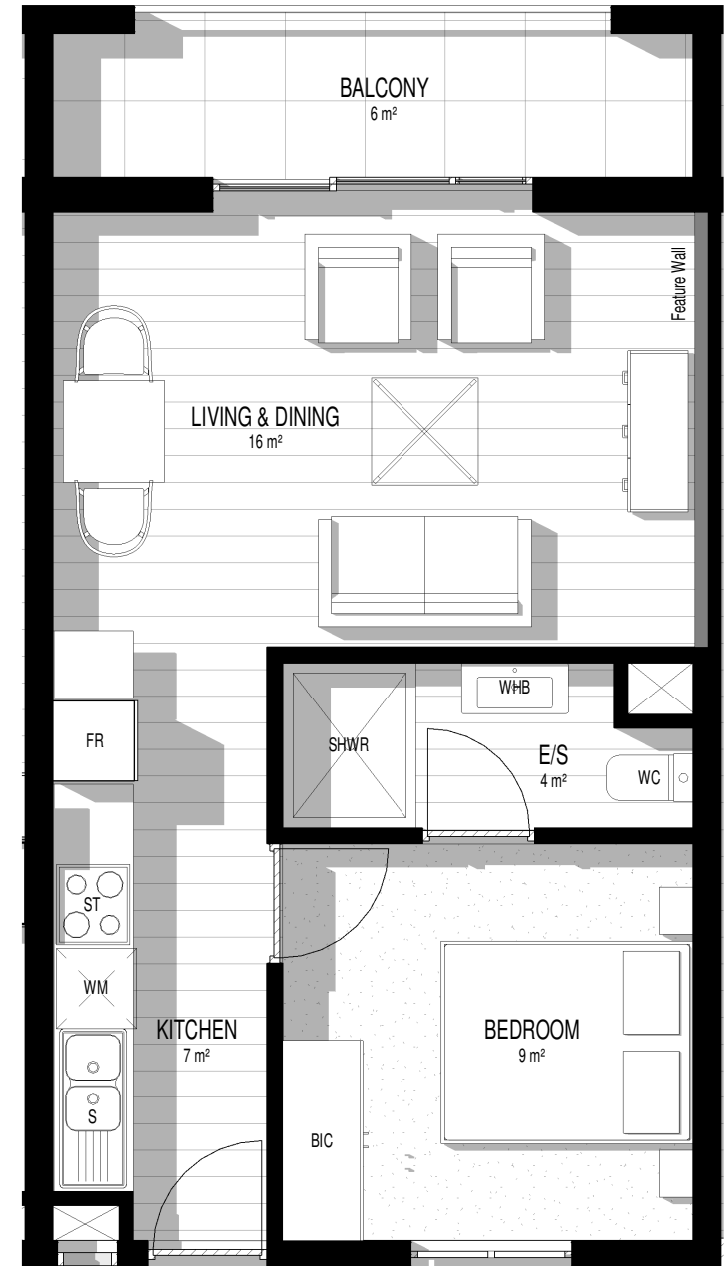 BALCONY
6 m²
Feature Wall
LIVING & DINING
16 m²
FR
SHWR
WHB
E/S
4 m²
WC
ST
WM
KITCHEN
7 m²
S
BEDROOM
9 m²
BIC